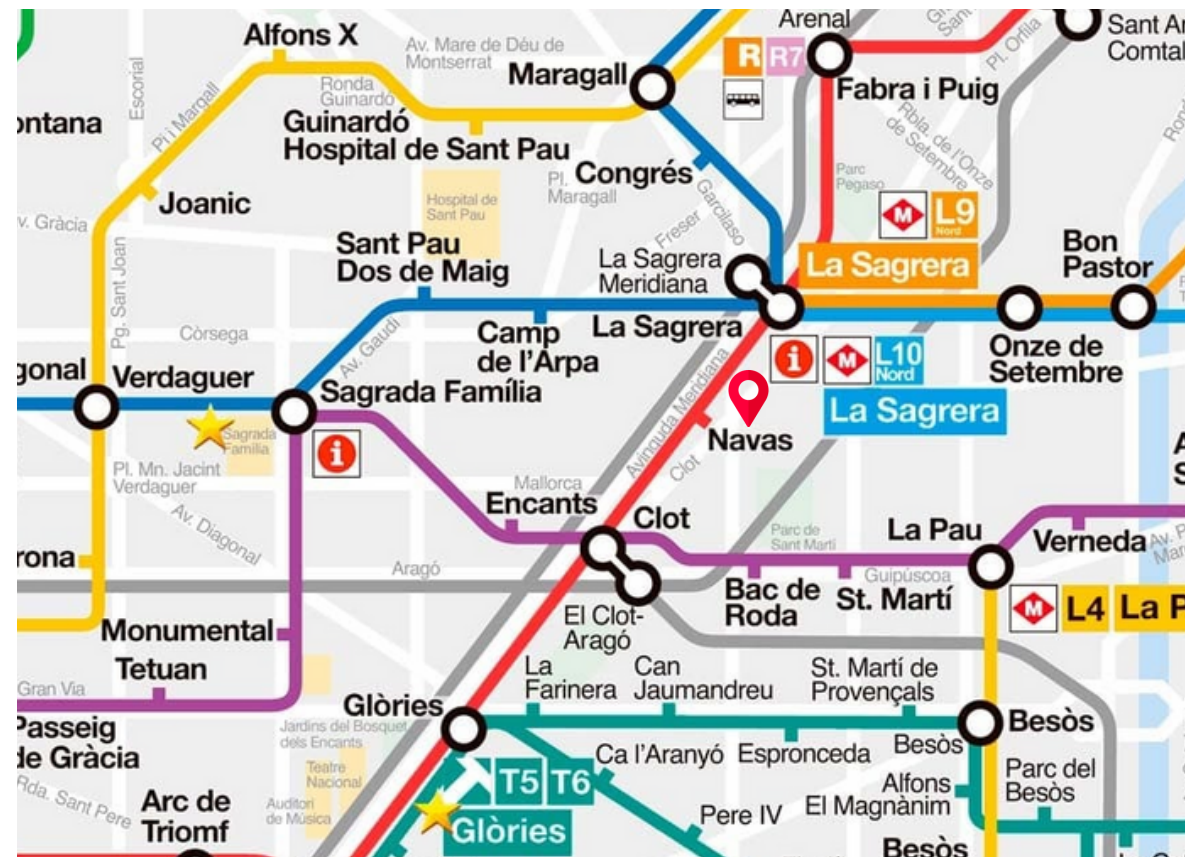 Arenal
Sant
Comtal
Pl. Orfila
Alfons X
Av. Mare de Déu de
Montserrat
Maragall
R
R7
Fabra i Puig
Escorial
Ronda
Guinardó
Pi i Margall
Guinardó
Hospital de Sant Pau
Rbla. de l'Onze
de Setembre
ontana
Congrés
Pl.
Maragall
Parc
Pegaso
Joanic
Hospital de
Sant Pau
Garcilaso
Freser
M
L9
Nord
v. Gràcia
Sant Pau
Dos de Maig
La Sagrera
Meridiana
La Sagrera
Bon
Pastor
Pg. Sant Joan
Còrsega
Camp
de l'Arpa
La Sagrera
Av. Gaudí
i
M
L10
Nord
Onze de
Setembre
gonal
Verdaguer
Sagrada Família
La Sagrera
Avinguda Meridiana
Navas
Sagrada
Família
i
Clot
Pl. Mn. Jacint
Verdaguer
Mallorca
Encants
Clot
Av. Diagonal
Parc de
Sant Martí
La Pau
Verneda
rona
Aragó
Bac de
Roda
St. Martí
Guipúscoa
M
L4
La P
El Clot-
Aragó
Monumental
Tetuan
La
Farinera
Can
Jaumandreu
St. Martí de
Provençals
Gran Via
Glòries
Besòs
Passeig
de Gràcia
Jardins del Bosquet
dels Encants
Ca l'Aranyó
Espronceda
Besòs
Teatre
Nacional
T5
T6
Alfons
El Magnànim
Parc del
Besòs
Rda. Sant Pere
Arc de
Triomf
Auditori
de Música
Glòries
Pere IV
Besòs